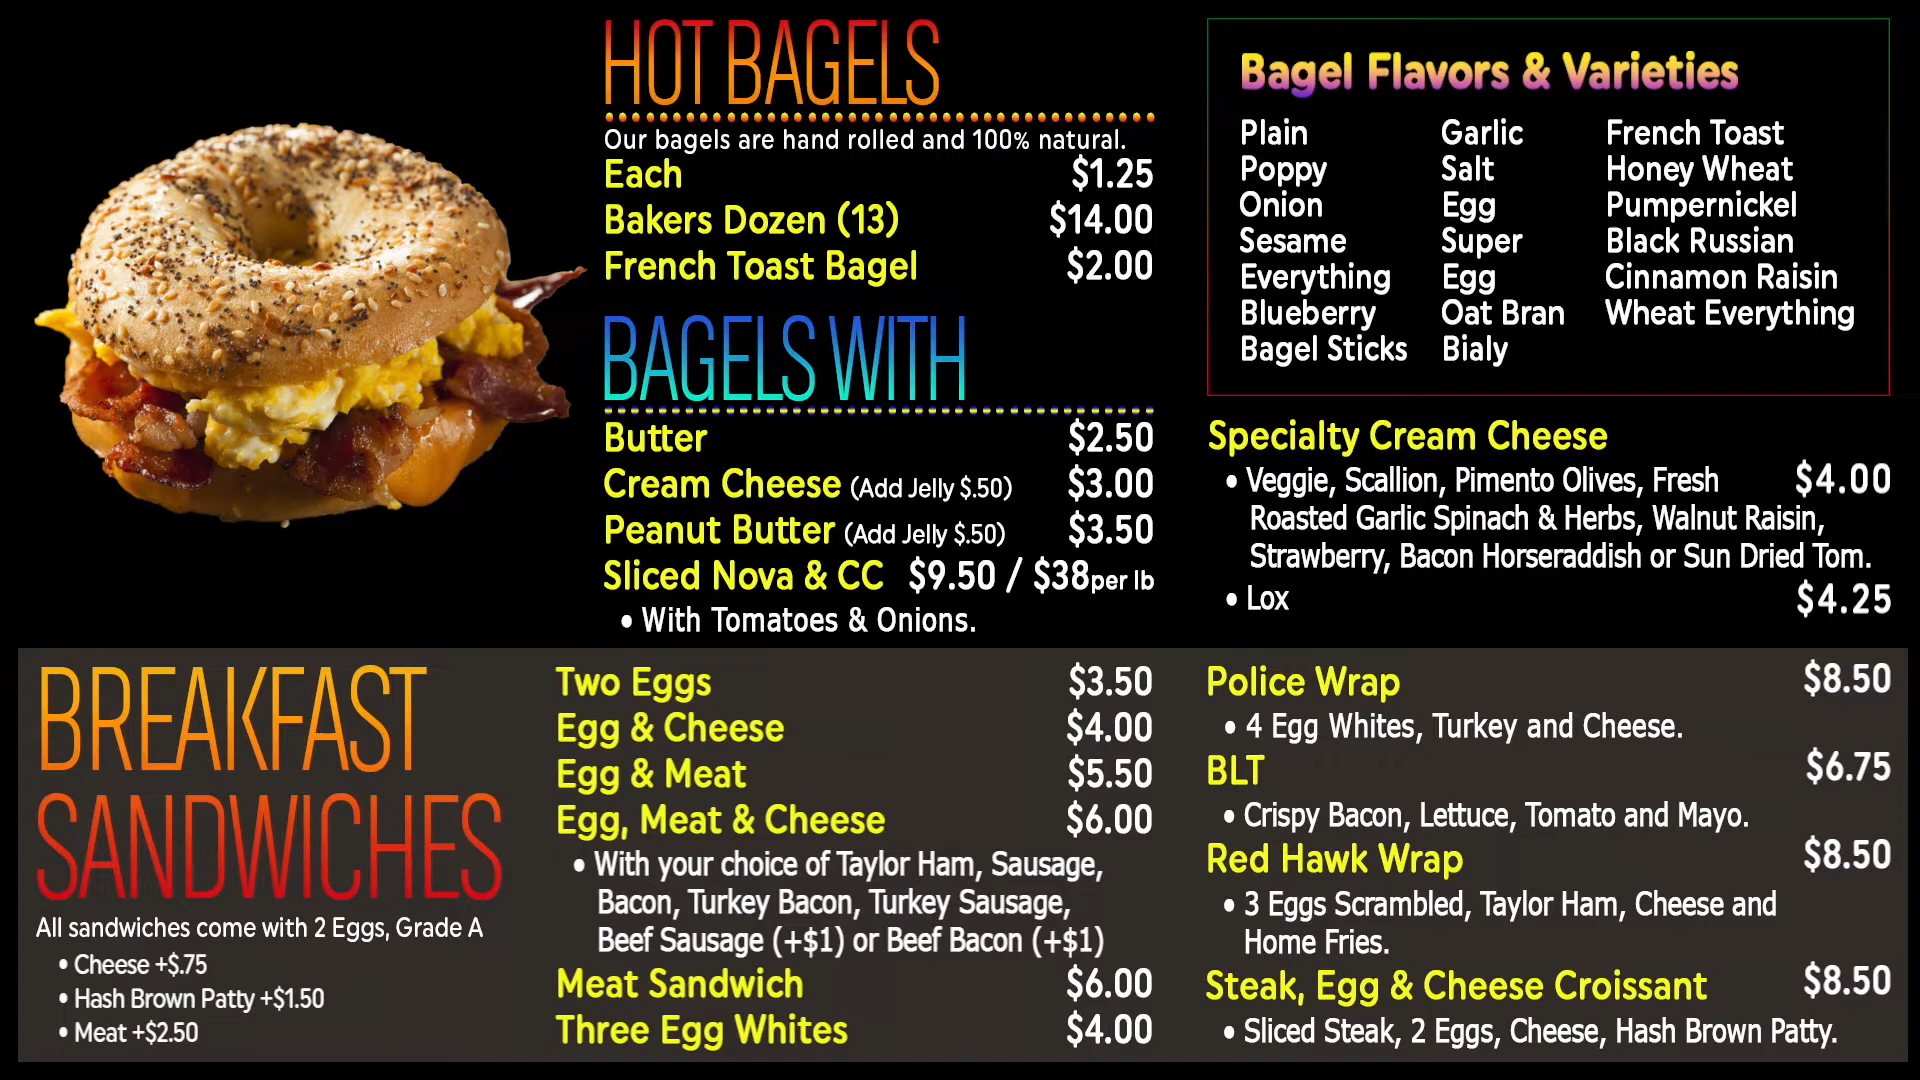 HOT BAGELS
Our bagels are hand rolled and 100% natural.
Each $1.25
Bakers Dozen (13) $14.00
French Toast Bagel $2.00
BAGELS WITH
Butter $2.50
Cream Cheese (Add Jelly $.50) $3.00
Peanut Butter (Add Jelly $.50) $3.50
Sliced Nova & CC $9.50 / $38per lb
• With Tomatoes & Onions.
Bagel Flavors & Varieties
Plain
Poppy
Onion
Sesame
Everything
Blueberry
Bagel Sticks
Garlic
Salt
Egg
Super
Egg
Oat Bran
Bialy
French Toast
Honey Wheat
Pumpernickel
Black Russian
Cinnamon Raisin
Wheat Everything
Specialty Cream Cheese
• Veggie, Scallion, Pimento Olives, Fresh $4.00
Roasted Garlic Spinach & Herbs, Walnut Raisin,
Strawberry, Bacon Horseraddish or Sun Dried Tom.
• Lox $4.25
BREAKFAST
SANDWICHES
All sandwiches come with 2 Eggs, Grade A
• Cheese +$.75
• Hash Brown Patty +$1.50
• Meat +$2.50
Two Eggs $3.50
Egg & Cheese $4.00
Egg & Meat $5.50
Egg, Meat & Cheese $6.00
• With your choice of Taylor Ham, Sausage,
Bacon, Turkey Bacon, Turkey Sausage,
Beef Sausage (+$1) or Beef Bacon (+$1)
Meat Sandwich $6.00
Three Egg Whites $4.00
Police Wrap $8.50
• 4 Egg Whites, Turkey and Cheese.
BLT $6.75
• Crispy Bacon, Lettuce, Tomato and Mayo.
Red Hawk Wrap $8.50
• 3 Eggs Scrambled, Taylor Ham, Cheese and
Home Fries.
Steak, Egg & Cheese Croissant $8.50
• Sliced Steak, 2 Eggs, Cheese, Hash Brown Patty.